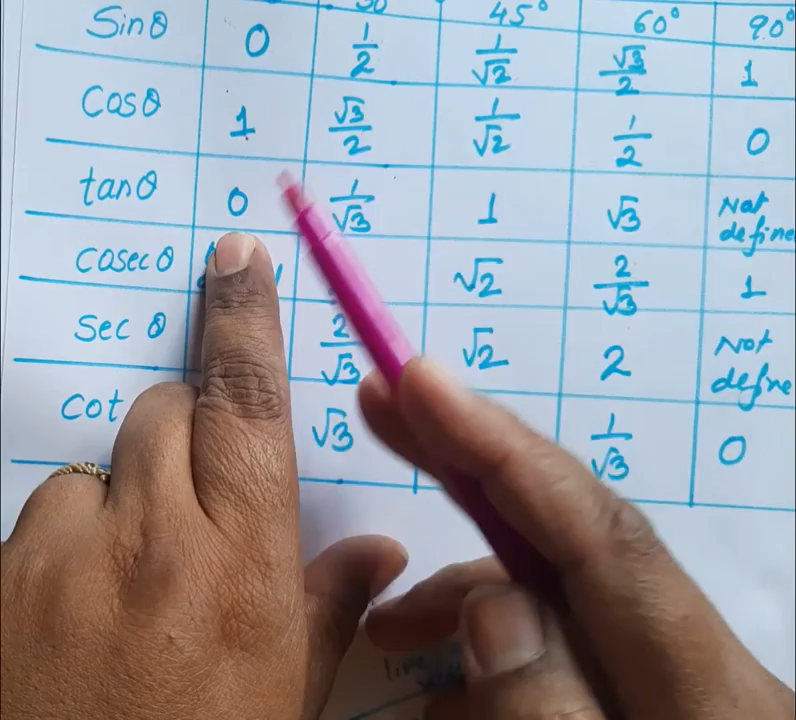 45° 60° 90°
Sinθ 0 1/2 1/√2 √3/2 1
Cosθ 1 √3/2 1/√2 1/2 0
tanθ 0 1/√3 1 √3 Not define
Cosecθ √2 2/√3 1
Sec θ 2/√3 √2 2 Not define
Cot √3 1/√3 0